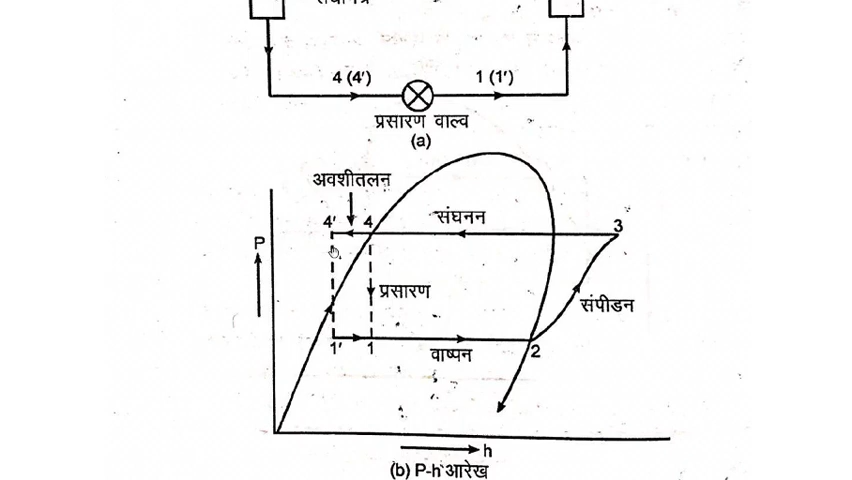 4 (4')
1 (1')
प्रसारण वाल्व
(a)
अवशीतलन
4' 4
संघनन
3
P
प्रसारण
संपीडन
1' 1
वाष्पन
2
h
(b) P-h आरेख